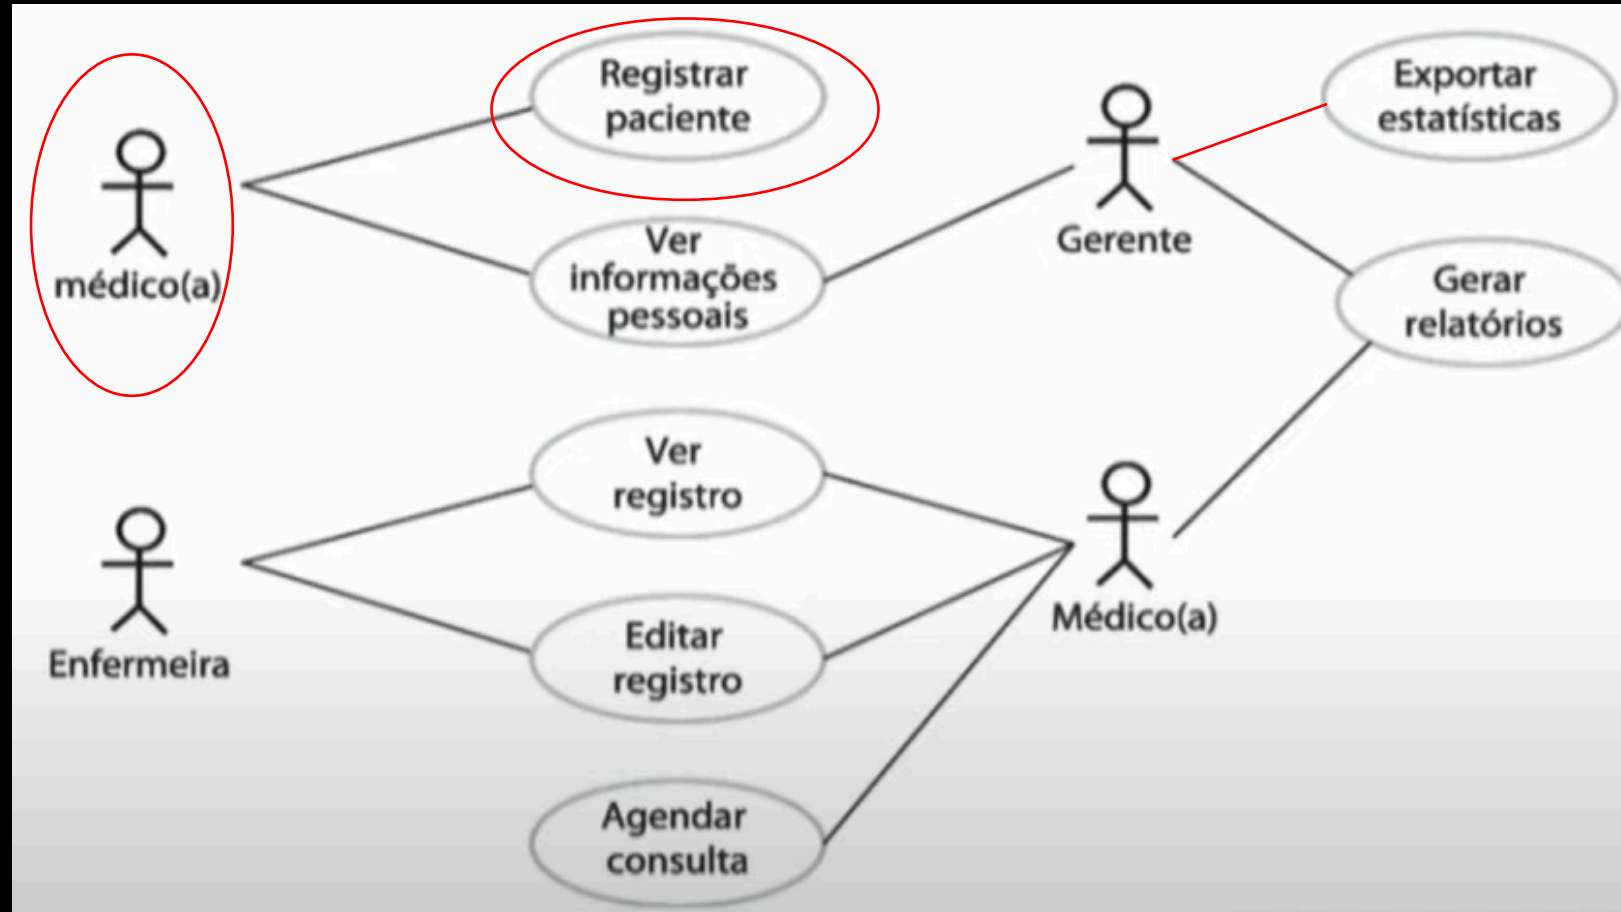 Registrar
paciente
Exportar
estatísticas
médico(a)
Ver
informações
pessoais
Gerente
Gerar
relatórios
Ver
registro
Enfermeira
Editar
registro
Médico(a)
Agendar
consulta